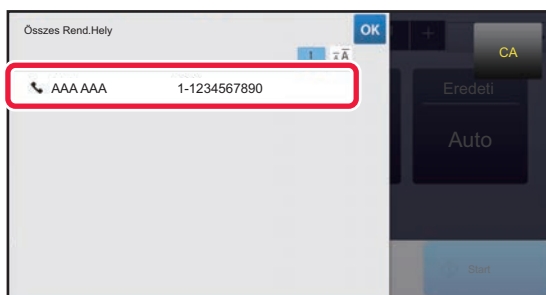 Összes Rend.Hely
OK
CA
1
AAA AAA 1-1234567890
Eredeti
Auto
Start